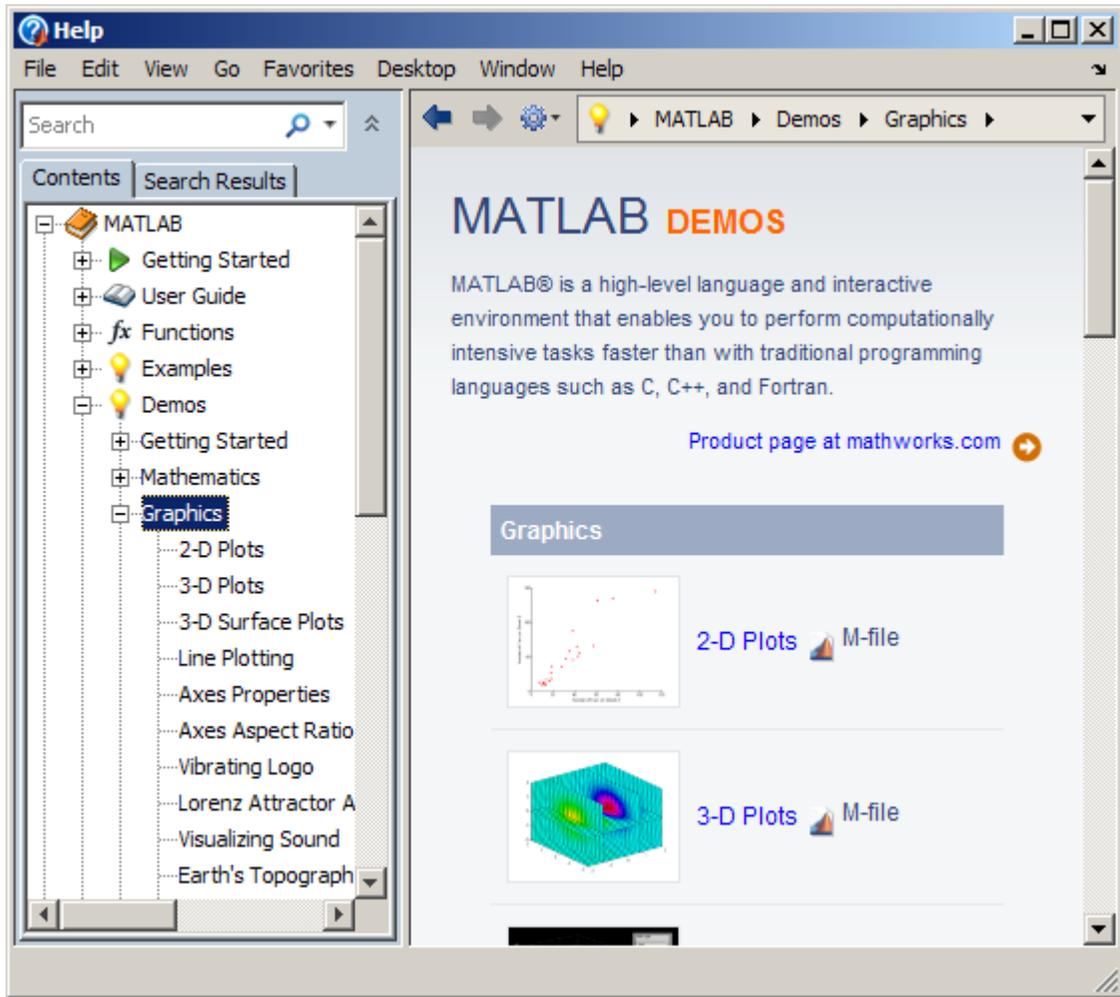 Help
File Edit View Go Favorites Desktop Window Help
Search
MATLAB Demos Graphics
Contents Search Results
MATLAB
Getting Started
User Guide
fx Functions
Examples
Demos
Getting Started
Mathematics
Graphics
2-D Plots
3-D Plots
3-D Surface Plots
Line Plotting
Axes Properties
Axes Aspect Ratio
Vibrating Logo
Lorenz Attractor A
Visualizing Sound
Earth's Topograph
MATLAB DEMOS
MATLAB® is a high-level language and interactive
environment that enables you to perform computationally
intensive tasks faster than with traditional programming
languages such as C, C++, and Fortran.
Product page at mathworks.com
Graphics
2-D Plots M-file
3-D Plots M-file